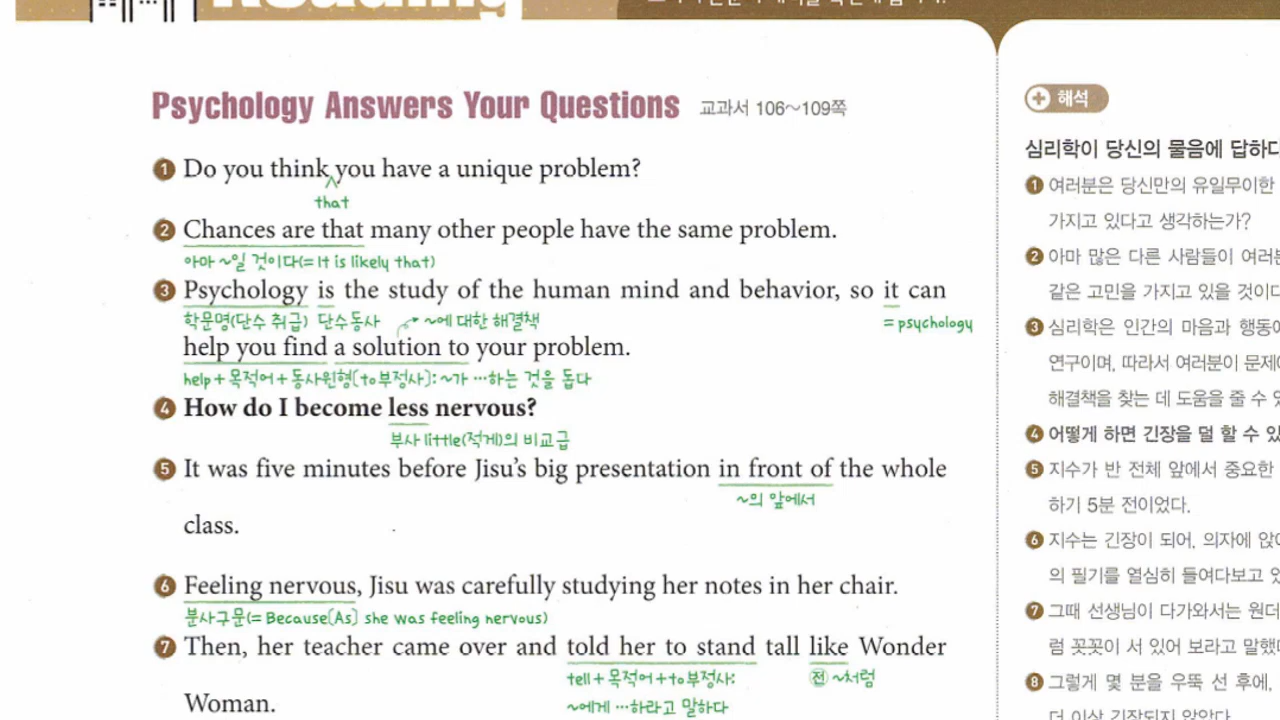 Reading
Psychology Answers Your Questions 교과서 106~109쪽
1 Do you think you have a unique problem?
that
2 Chances are that many other people have the same problem.
아마 ~일 것이다(= It is likely that)
3 Psychology is the study of the human mind and behavior, so it can
학문명(단수 취급) 단수동사 ~에 대한 해결책 = psychology
help you find a solution to your problem.
help + 목적어 + 동사원형[to부정사]: ~가 …하는 것을 돕다
4 How do I become less nervous?
부사 little(적게)의 비교급
5 It was five minutes before Jisu's big presentation in front of the whole
~의 앞에서
class.
6 Feeling nervous, Jisu was carefully studying her notes in her chair.
분사구문(= Because[As] she was feeling nervous)
7 Then, her teacher came over and told her to stand tall like Wonder
tell + 목적어 + to부정사: 전 ~처럼
Woman.
~에게 …하라고 말하다
해석
심리학이 당신의 물음에 답하다
1 여러분은 당신만의 유일무이한
가지고 있다고 생각하는가?
2 아마 많은 다른 사람들이 여러분
같은 고민을 가지고 있을 것이다
3 심리학은 인간의 마음과 행동에
연구이며, 따라서 여러분이 문제에
해결책을 찾는 데 도움을 줄 수 있
4 어떻게 하면 긴장을 덜 할 수 있
5 지수가 반 전체 앞에서 중요한
하기 5분 전이었다.
6 지수는 긴장이 되어, 의자에 앉아
의 필기를 열심히 들여다보고 있
7 그때 선생님이 다가와서는 원더
럼 꼿꼿이 서 있어 보라고 말했다
8 그렇게 몇 분을 우뚝 선 후에,
더 이상 긴장되지 않았다.